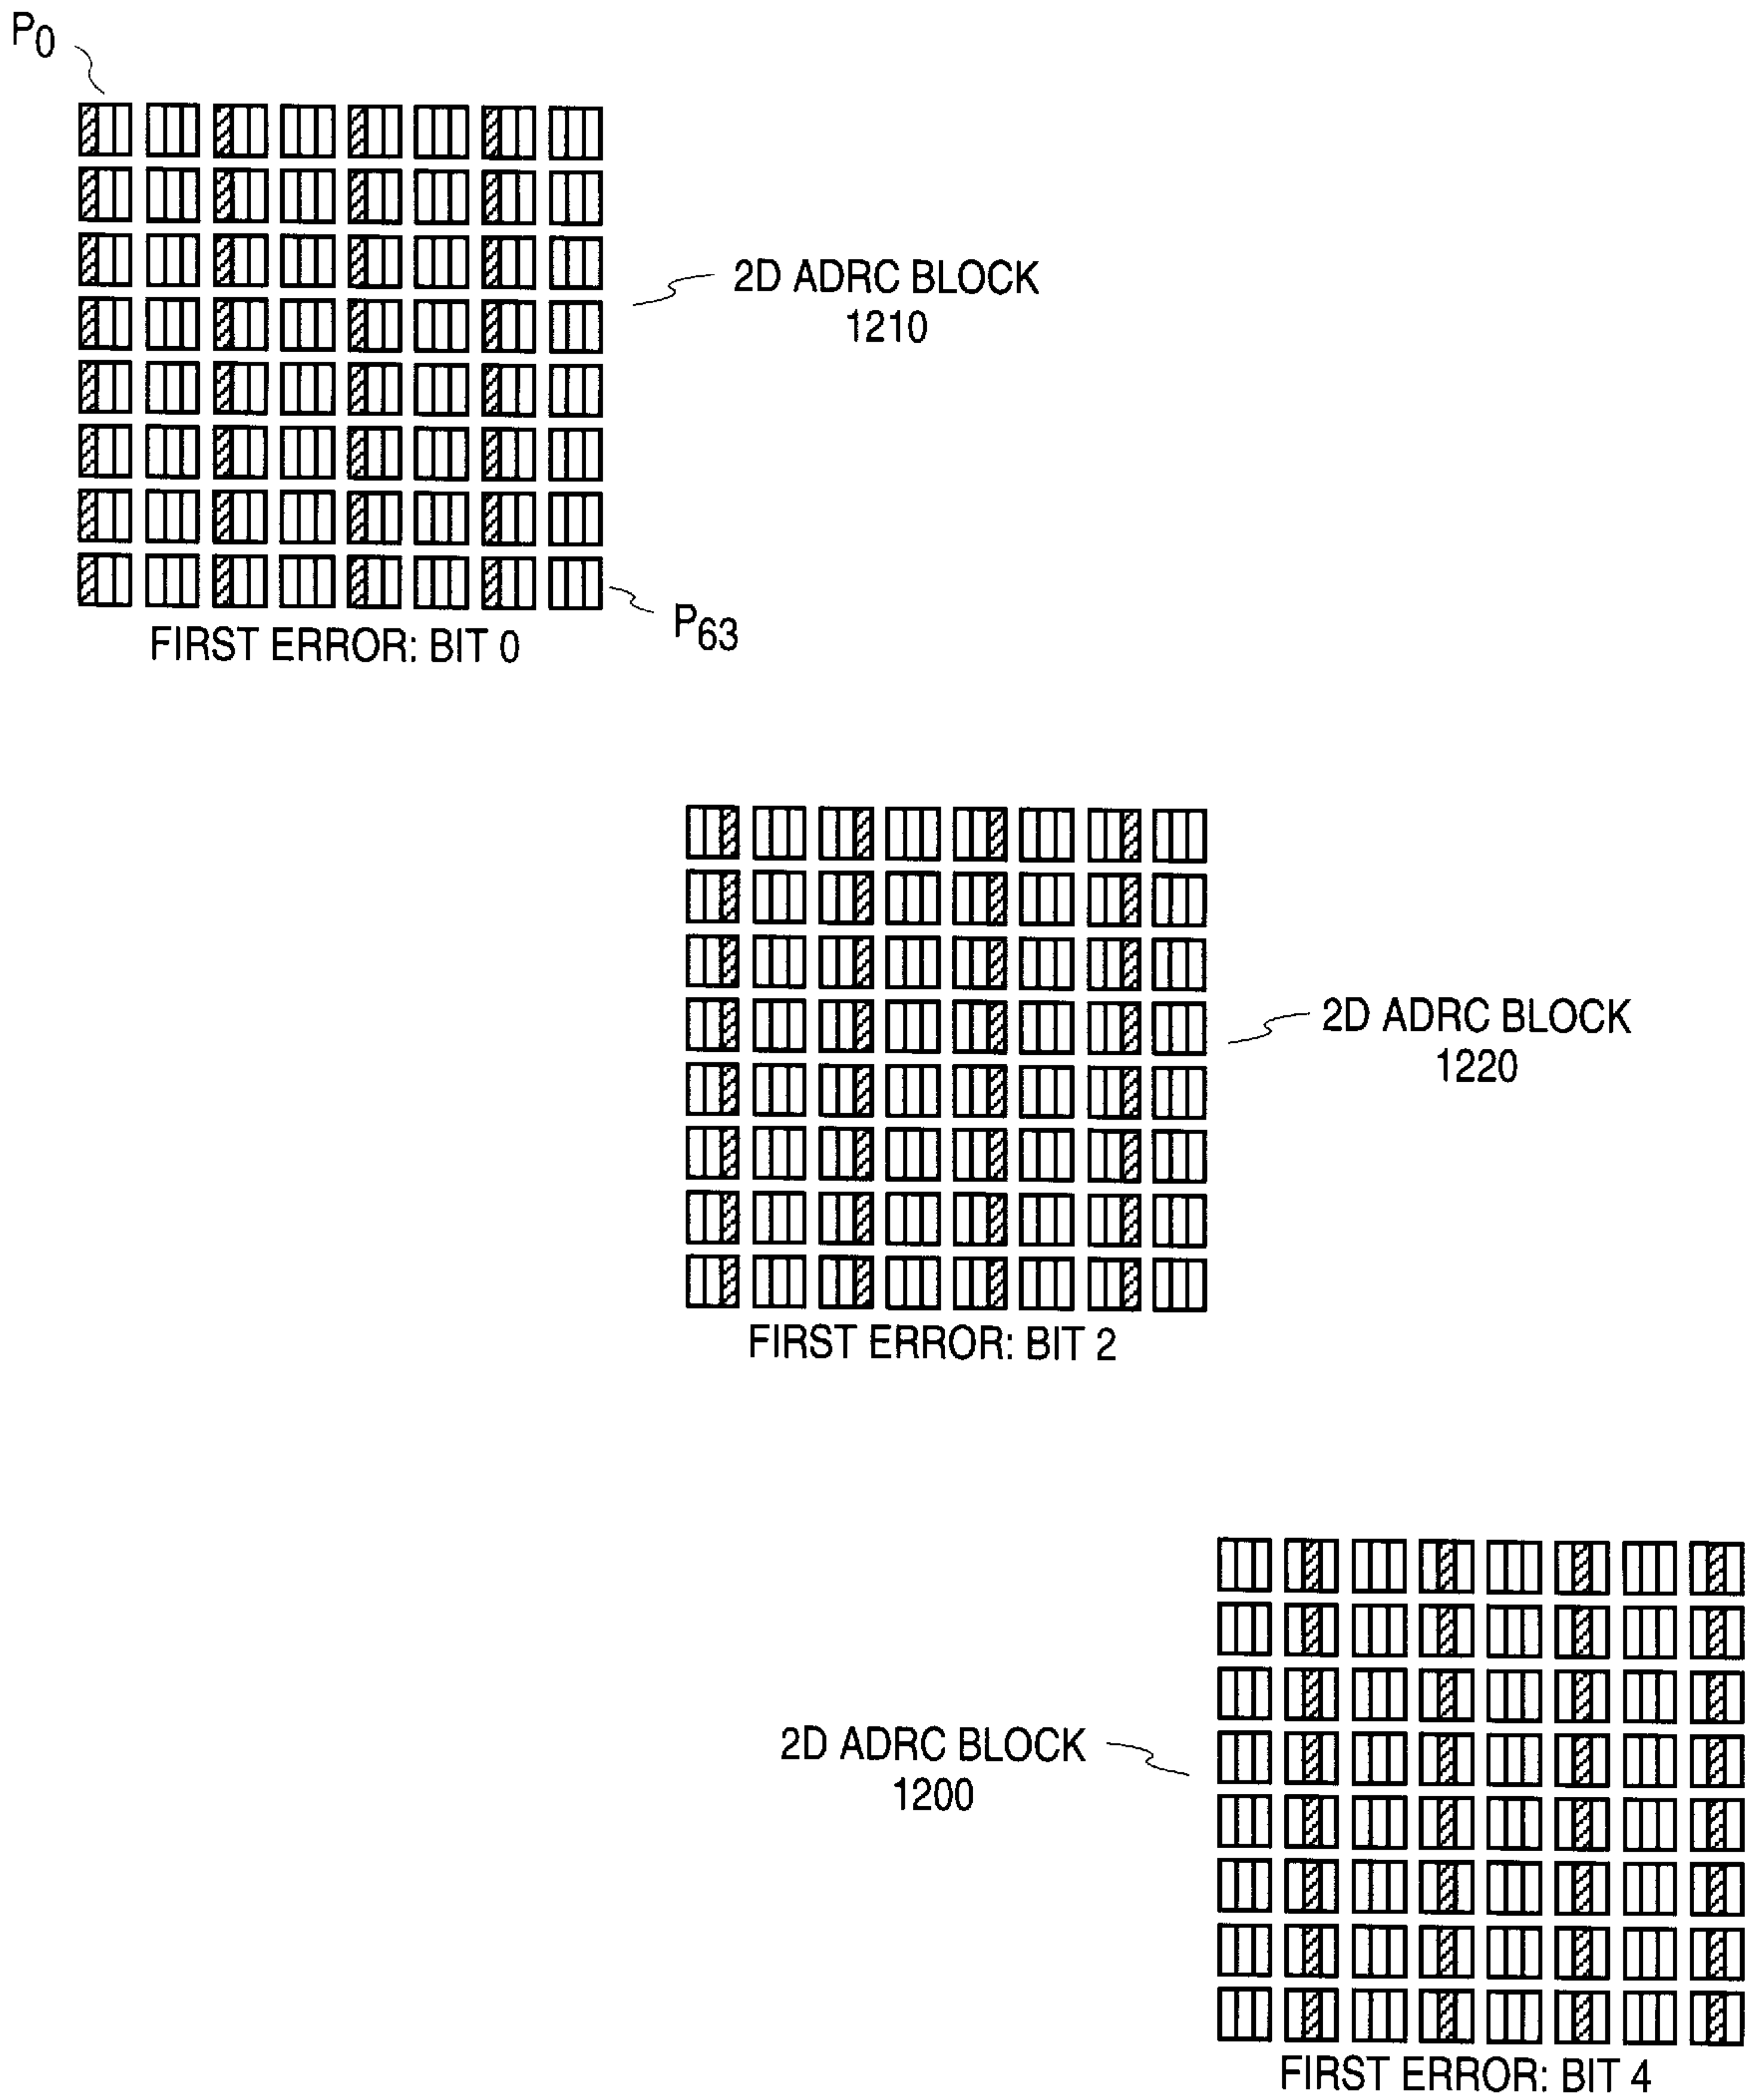 P0
2D ADRC BLOCK
1210
P63
FIRST ERROR: BIT 0
2D ADRC BLOCK
1220
FIRST ERROR: BIT 2
2D ADRC BLOCK
1200
FIRST ERROR: BIT 4